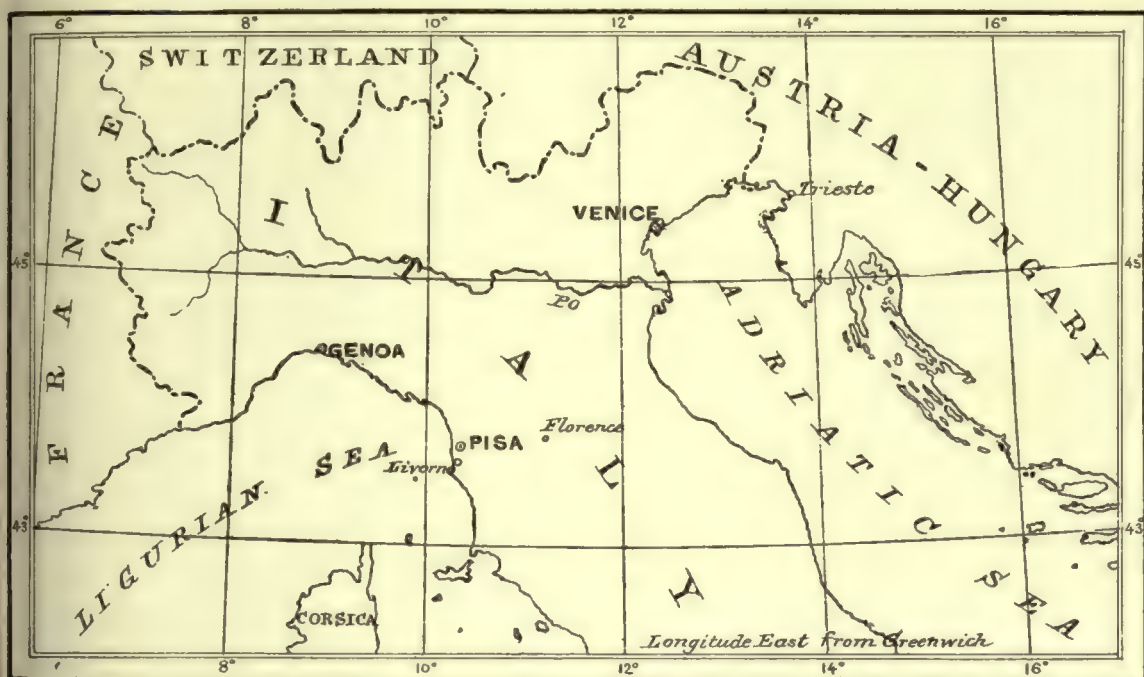 6° 8° 10° 12° 14° 16°
SWITZERLAND
AUSTRIA-HUNGARY
FRANCE
ITALY
VENICE
Trieste
45° 45°
Po
ADRIATIC SEA
GENOA
PISA
Florence
Livorno
LIGURIAN SEA
43° 43°
CORSICA
Longitude East from Greenwich
6° 8° 10° 12° 14° 16°